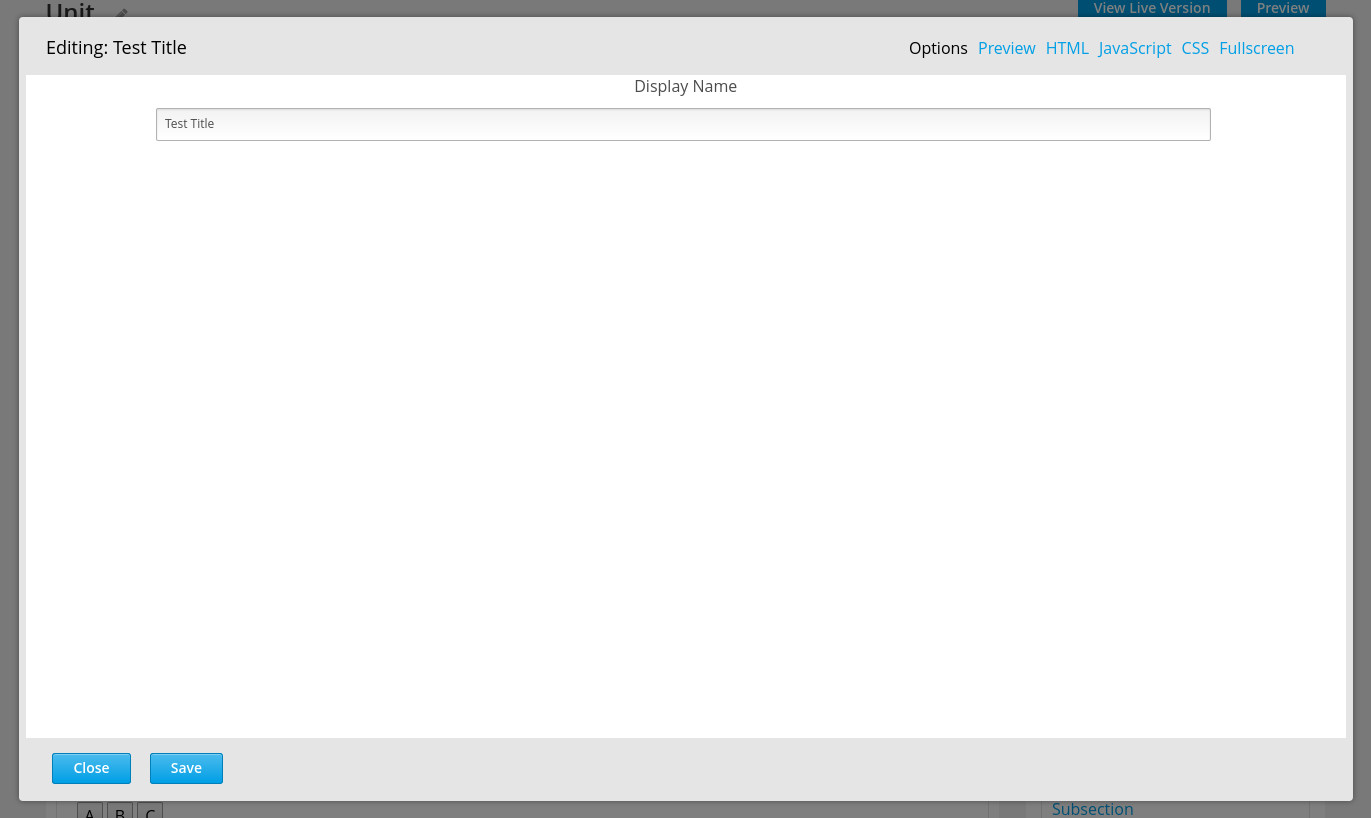 Unit
View Live Version
Preview
Editing: Test Title
Options Preview HTML JavaScript CSS Fullscreen
Display Name
Test Title
Close
Save
A B C
Subsection